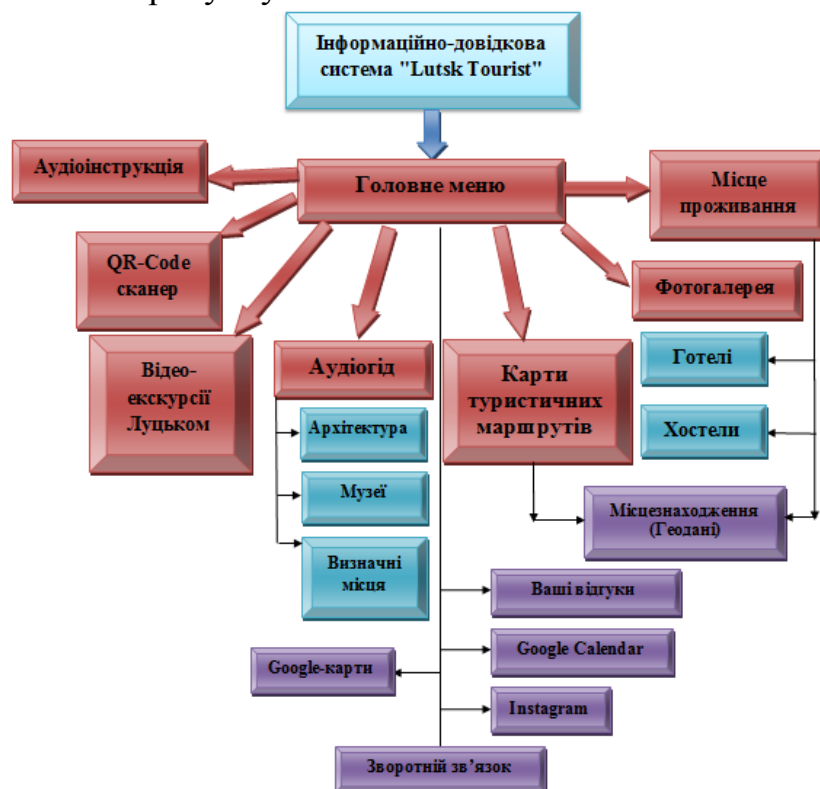 Інформаційно-довідкова
система "Lutsk Tourist"
Аудіоінструкція
Головне меню
Місце
проживання
QR-Code
сканер
Фотогалерея
Відео-
екскурсії
Луцьком
Аудіогід
Карти
туристичних
маршрутів
Готелі
Архітектура
Хостели
Музеї
Місцезнаходження
(Геодані)
Визначні
місця
Ваші відгуки
Google Calendar
Google-карти
Instagram
Зворотній зв’язок